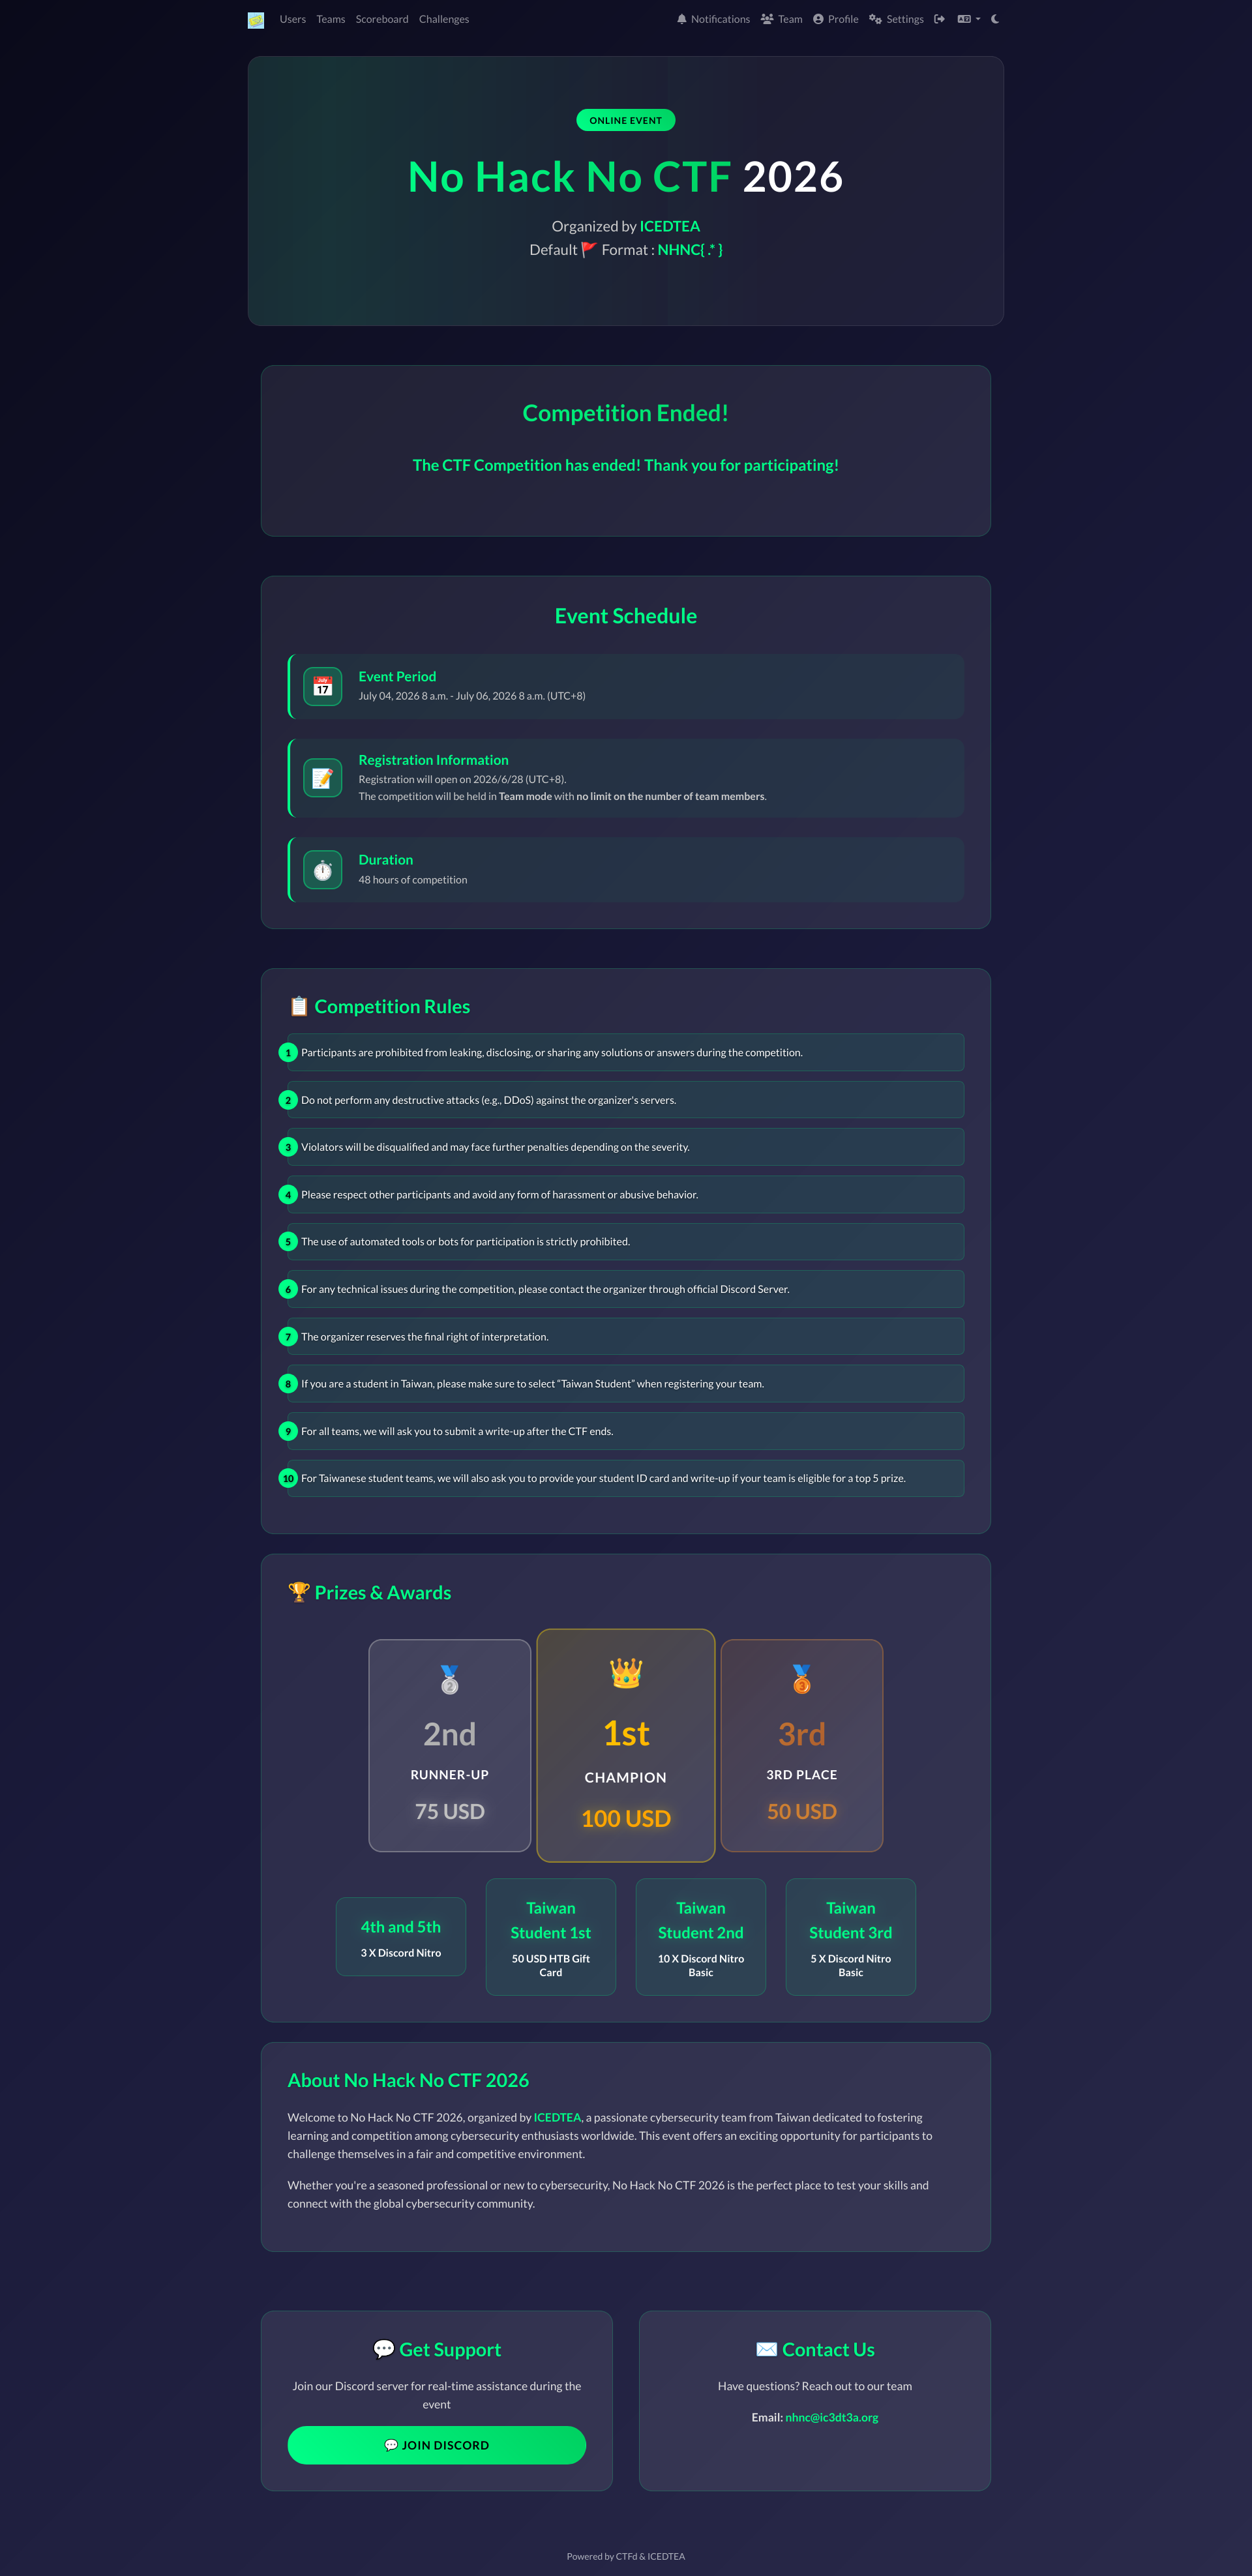 Users Teams Scoreboard Challenges Notifications Team Profile Settings
ONLINE EVENT
No Hack No CTF 2026
Organized by ICEDTEA
Default 🚩 Format : NHNC{ .* }
Competition Ended!
The CTF Competition has ended! Thank you for participating!
Event Schedule
Event Period
July 04, 2026 8 a.m. - July 06, 2026 8 a.m. (UTC+8)
Registration Information
Registration will open on 2026/6/28 (UTC+8).
The competition will be held in Team mode with no limit on the number of team members.
Duration
48 hours of competition
📋 Competition Rules
1 Participants are prohibited from leaking, disclosing, or sharing any solutions or answers during the competition.
2 Do not perform any destructive attacks (e.g., DDoS) against the organizer's servers.
3 Violators will be disqualified and may face further penalties depending on the severity.
4 Please respect other participants and avoid any form of harassment or abusive behavior.
5 The use of automated tools or bots for participation is strictly prohibited.
6 For any technical issues during the competition, please contact the organizer through official Discord Server.
7 The organizer reserves the final right of interpretation.
8 If you are a student in Taiwan, please make sure to select “Taiwan Student” when registering your team.
9 For all teams, we will ask you to submit a write-up after the CTF ends.
10 For Taiwanese student teams, we will also ask you to provide your student ID card and write-up if your team is eligible for a top 5 prize.
🏆 Prizes & Awards
2nd
RUNNER-UP
75 USD
1st
CHAMPION
100 USD
3rd
3RD PLACE
50 USD
4th and 5th
3 X Discord Nitro
Taiwan
Student 1st
50 USD HTB Gift
Card
Taiwan
Student 2nd
10 X Discord Nitro
Basic
Taiwan
Student 3rd
5 X Discord Nitro
Basic
About No Hack No CTF 2026
Welcome to No Hack No CTF 2026, organized by ICEDTEA, a passionate cybersecurity team from Taiwan dedicated to fostering
learning and competition among cybersecurity enthusiasts worldwide. This event offers an exciting opportunity for participants to
challenge themselves in a fair and competitive environment.
Whether you're a seasoned professional or new to cybersecurity, No Hack No CTF 2026 is the perfect place to test your skills and
connect with the global cybersecurity community.
💬 Get Support
Join our Discord server for real-time assistance during the
event
💬 JOIN DISCORD
✉️ Contact Us
Have questions? Reach out to our team
Email: nhnc@ic3dt3a.org
Powered by CTFd & ICEDTEA